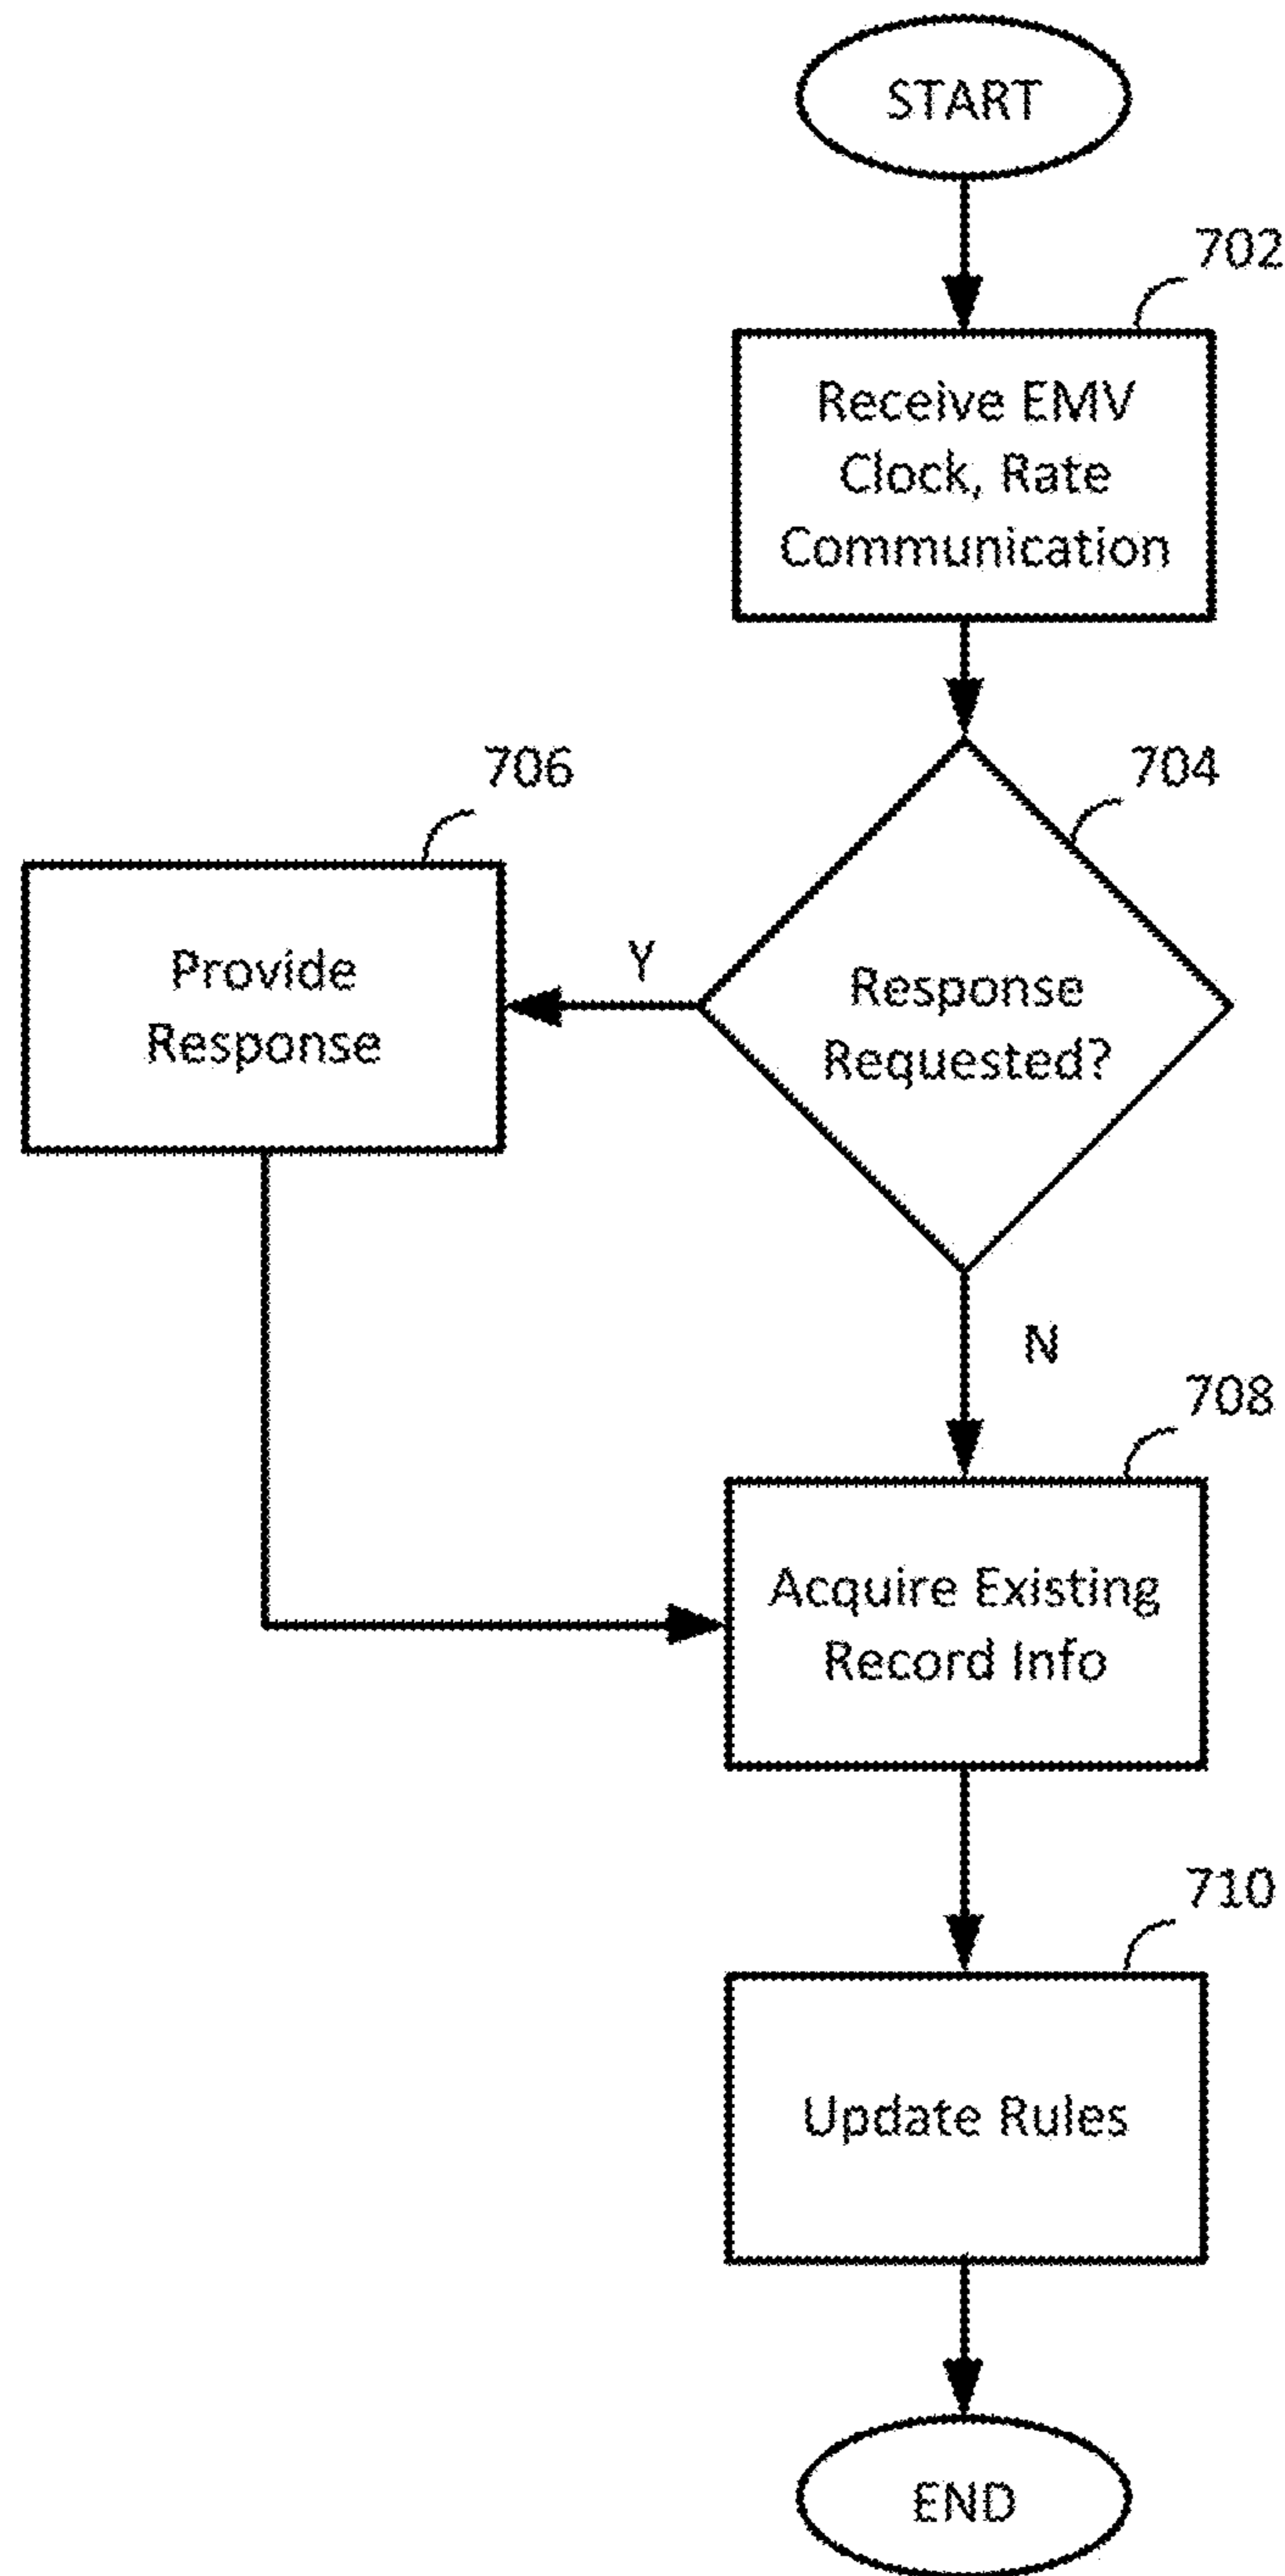 START
702
Receive EMV
Clock, Rate
Communication
704
Response
Requested?
Y
706
Provide
Response
N
708
Acquire Existing
Record Info
710
Update Rules
END